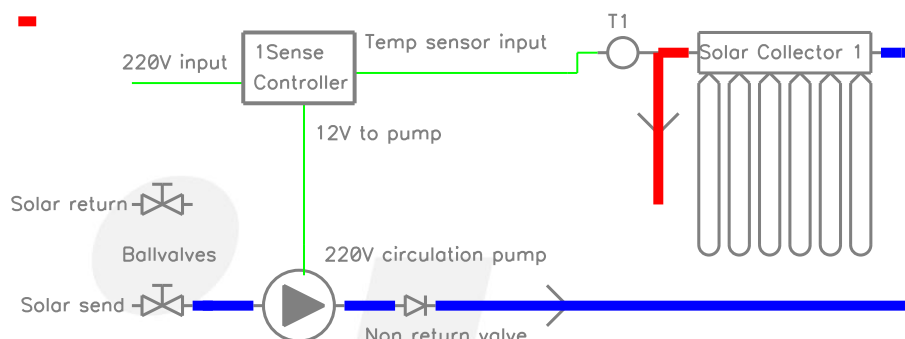 T1
Temp sensor input
1Sense
Controller
220V input
Solar Collector 1
12V to pump
Solar return
Ballvalves
220V circulation pump
Solar send
Non return valve